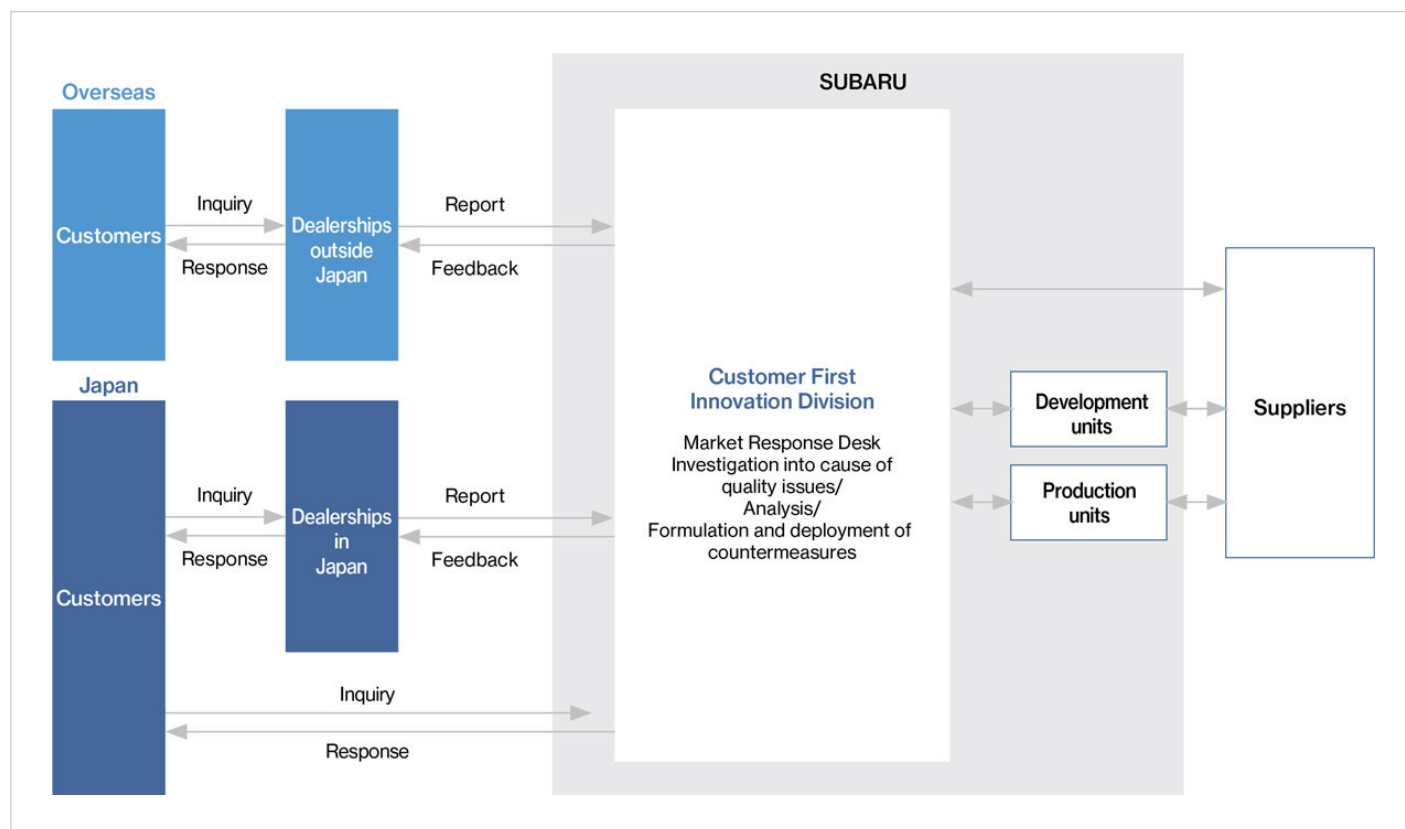 SUBARU
Overseas
Customers
Inquiry
Response
Dealerships
outside
Japan
Report
Feedback
Japan
Customers
Inquiry
Response
Dealerships
in
Japan
Report
Feedback
Inquiry
Response
Customer First
Innovation Division
Market Response Desk
Investigation into cause of
quality issues/
Analysis/
Formulation and deployment of
countermeasures
Development
units
Production
units
Suppliers